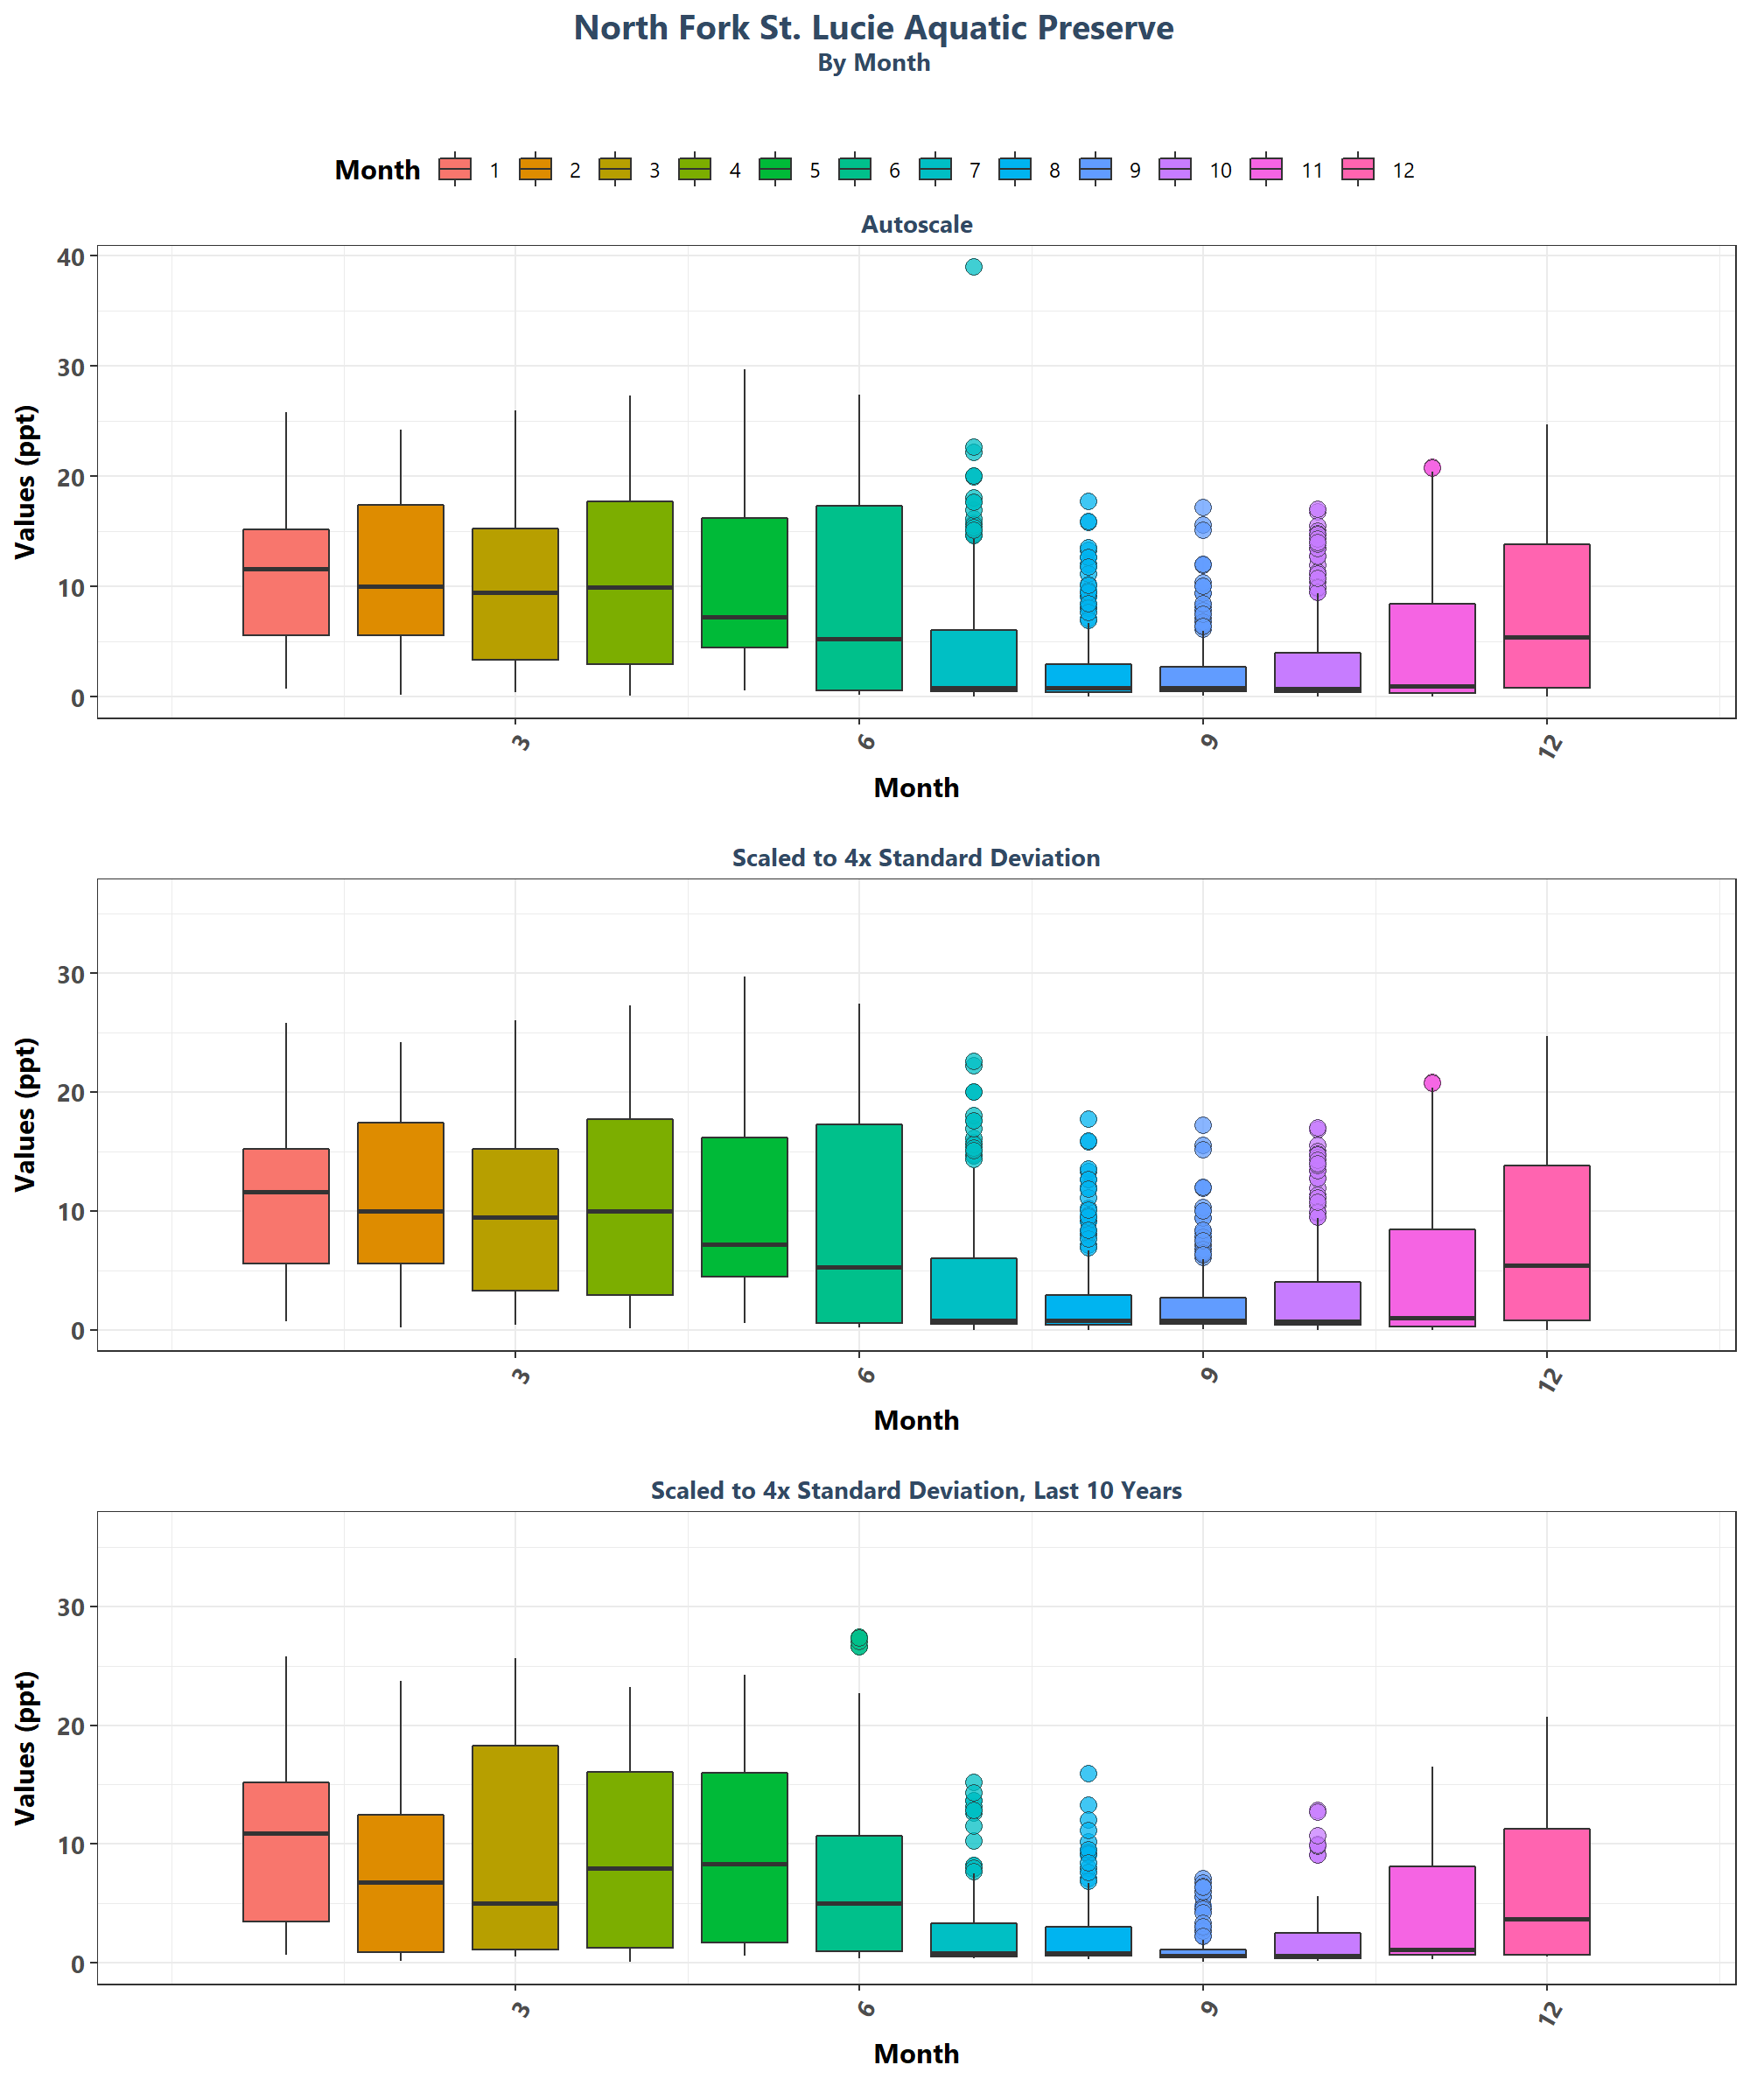 North Fork St. Lucie Aquatic Preserve
By Month
Month 1 2 3 4 5 6 7 8 9 10 11 12
Autoscale
Values (ppt)
40
30
20
10
0
3 6 9 12
Month
Scaled to 4x Standard Deviation
Values (ppt)
30
20
10
0
3 6 9 12
Month
Scaled to 4x Standard Deviation, Last 10 Years
Values (ppt)
30
20
10
0
3 6 9 12
Month